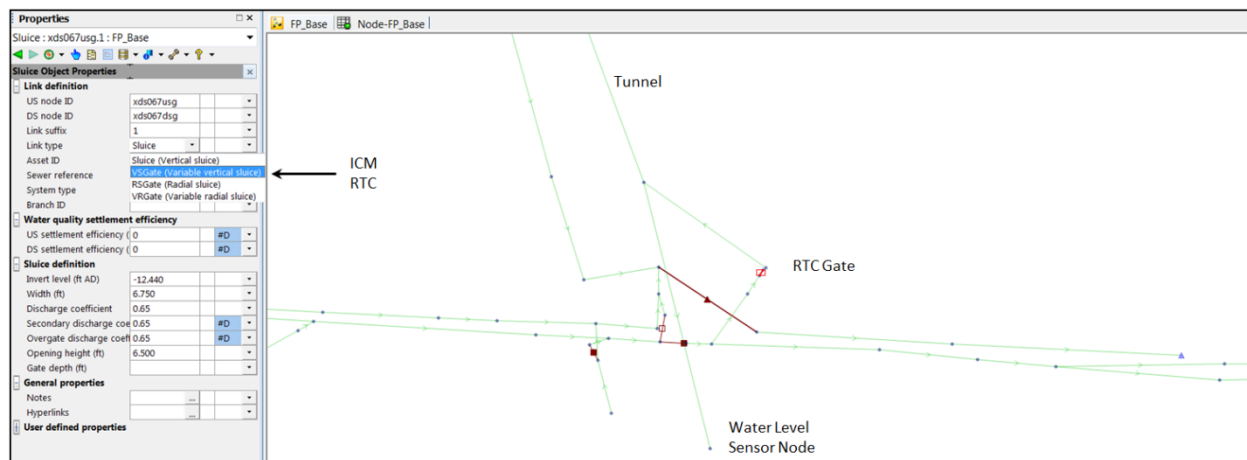 Properties
Sluice : xds067usg.1 : FP_Base
Sluice Object Properties
Link definition
US node ID xds067usg
DS node ID xds067dsg
Link suffix 1
Link type Sluice
Asset ID Sluice (Vertical sluice)
Sewer reference VSGate (Variable vertical sluice)
System type RSGate (Radial sluice)
Branch ID VRGate (Variable radial sluice)
Water quality settlement efficiency
US settlement efficiency ( 0 #D
DS settlement efficiency ( 0 #D
Sluice definition
Invert level (ft AD) -12.440
Width (ft) 6.750
Discharge coefficient 0.65
Secondary discharge coe 0.65 #D
Overgate discharge coeff 0.65 #D
Opening height (ft) 6.500
Gate depth (ft)
General properties
Notes ...
Hyperlinks ...
User defined properties
ICM
RTC
FP_Base Node-FP_Base
Tunnel
RTC Gate
Water Level
Sensor Node